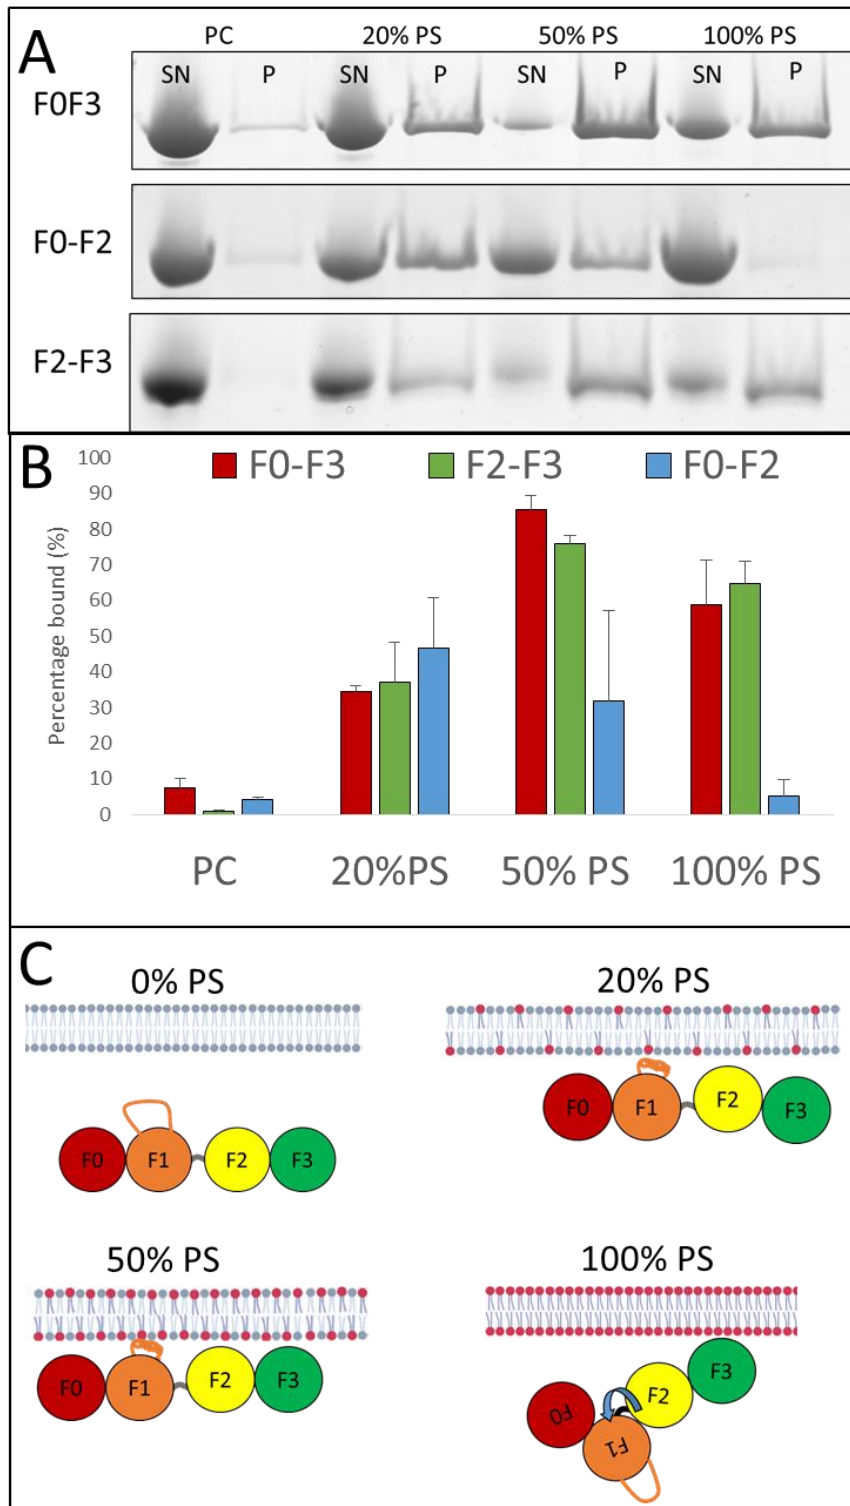 A
PC 20% PS 50% PS 100% PS
SN P SN P SN P SN P
F0F3
F0-F2
F2-F3
B
F0-F3 F2-F3 F0-F2
Percentage bound (%)
100
90
80
70
60
50
40
30
20
10
0
PC 20%PS 50% PS 100% PS
C
0% PS
20% PS
F0 F1 F2 F3
F0 F1 F2 F3
50% PS
100% PS
F0 F1 F2 F3
F0 F1 F2 F3